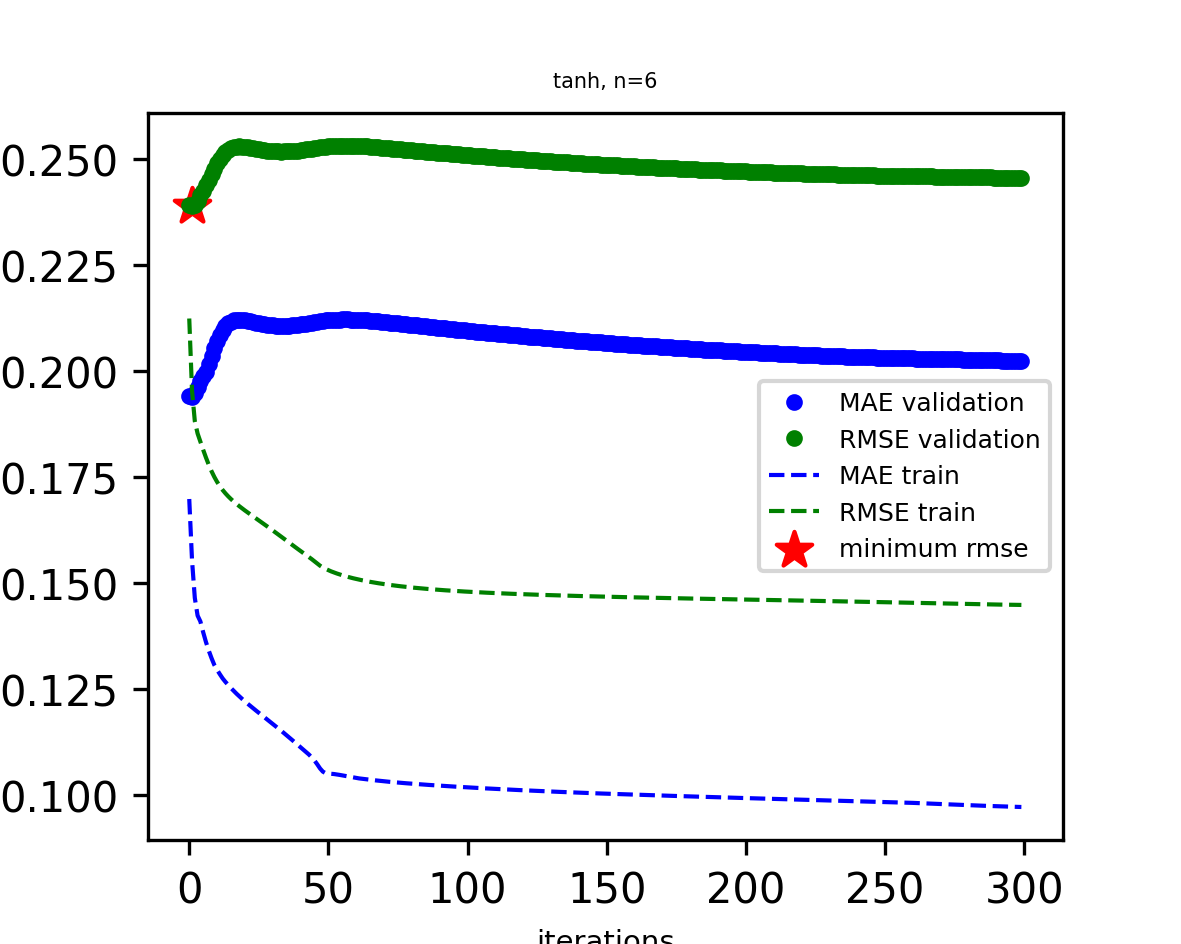 tanh, n=6
0.250
0.225
0.200
0.175
0.150
0.125
0.100
MAE validation
RMSE validation
MAE train
RMSE train
minimum rmse
0 50 100 150 200 250 300
iterations